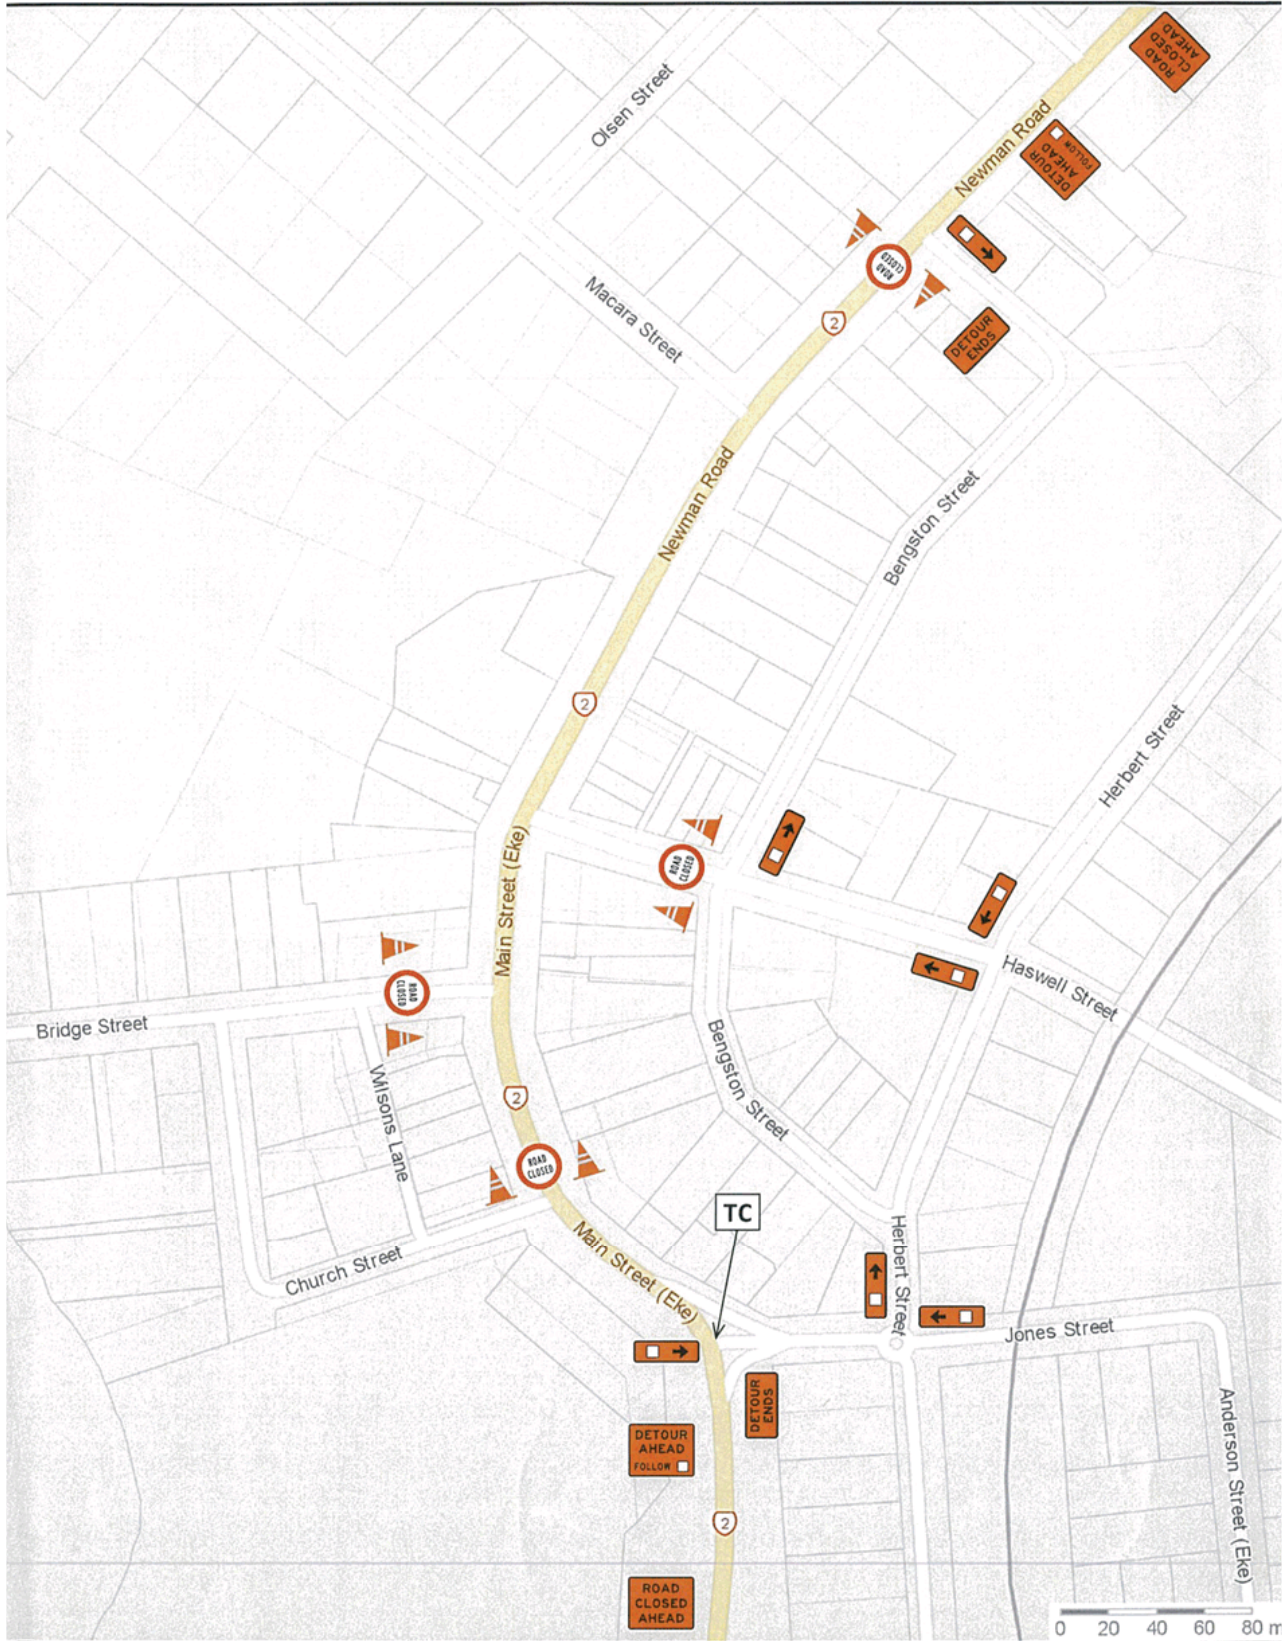 ROAD
CLOSED
AHEAD
Olsen Street
Newman Road
DETOUR
AHEAD
FOLLOW
ROAD
CLOSED
Macara Street
2
DETOUR
ENDS
Newman Road
Bengston Street
2
Herbert Street
Main Street (Eke)
ROAD
CLOSED
Haswell Street
ROAD
CLOSED
Bridge Street
Bengston Street
Wilsons Lane
2
ROAD
CLOSED
TC
Main Street (Eke)
Herbert Street
Church Street
Jones Street
DETOUR
ENDS
DETOUR
AHEAD
FOLLOW
Anderson Street (Eke)
2
ROAD
CLOSED
AHEAD
0 20 40 60 80 m